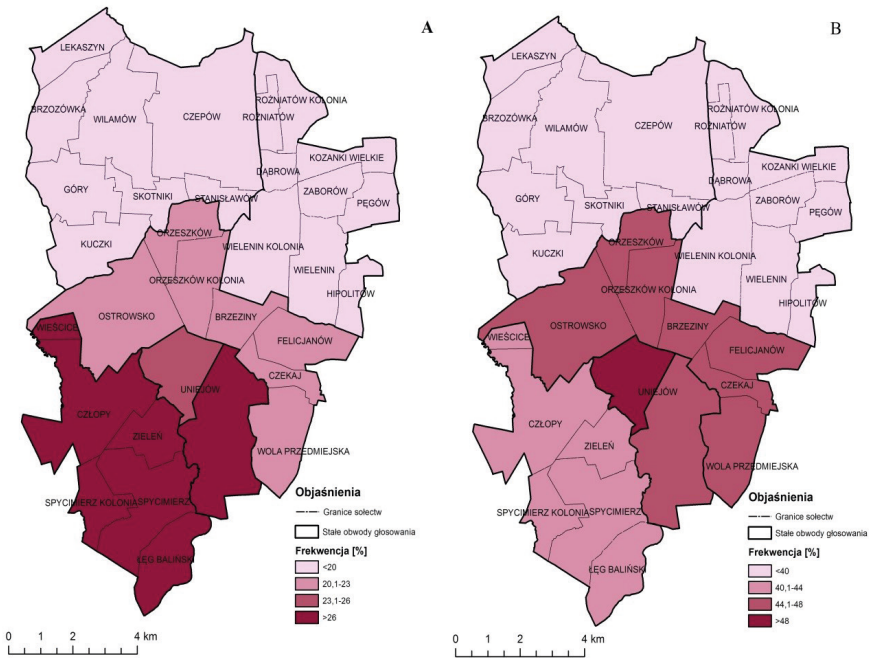 A
LEKASZYN
BRZOZÓWKA
WILAMÓW
CZEPÓW
ROŻNIATÓW KOLONIA
ROŻNIATÓW
KOZANKI WIELKIE
DĄBROWA
ZABORÓW
GÓRY
SKOTNIKI
STANISŁAWÓW
PĘGÓW
ORZESZKÓW
KUCZKI
WIELENIN KOLONIA
WIELENIN
ORZESZKÓW KOLONIA
HIPOLITÓW
OSTROWSKO
BRZEZINY
WIEŚCICE
FELICJANÓW
CZEKAJ
UNIEJÓW
CZŁOPY
ZIELEŃ
WOLA PRZEDMIEJSKA
SPYCIMIERZ KOLONIA
SPYCIMIERZ
ŁĘG BALIŃSKI
Objaśnienia
Granice sołectw
Stałe obwody głosowania
Frekwencja [%]
<20
20,1-23
23,1-26
>26
0 2 4 km
B
LEKASZYN
BRZOZÓWKA
WILAMÓW
CZEPÓW
ROŻNIATÓW KOLONIA
ROŻNIATÓW
KOZANKI WIELKIE
DĄBROWA
ZABORÓW
GÓRY
SKOTNIKI
STANISŁAWÓW
PĘGÓW
ORZESZKÓW
KUCZKI
WIELENIN KOLONIA
WIELENIN
ORZESZKÓW KOLONIA
HIPOLITÓW
OSTROWSKO
BRZEZINY
WIEŚCICE
FELICJANÓW
CZEKAJ
UNIEJÓW
CZŁOPY
ZIELEŃ
WOLA PRZEDMIEJSKA
SPYCIMIERZ KOLONIA
SPYCIMIERZ
ŁĘG BALIŃSKI
Objaśnienia
Granice sołectw
Stałe obwody głosowania
Frekwencja [%]
<40
40,1-44
44,1-48
>48
0 2 4 km